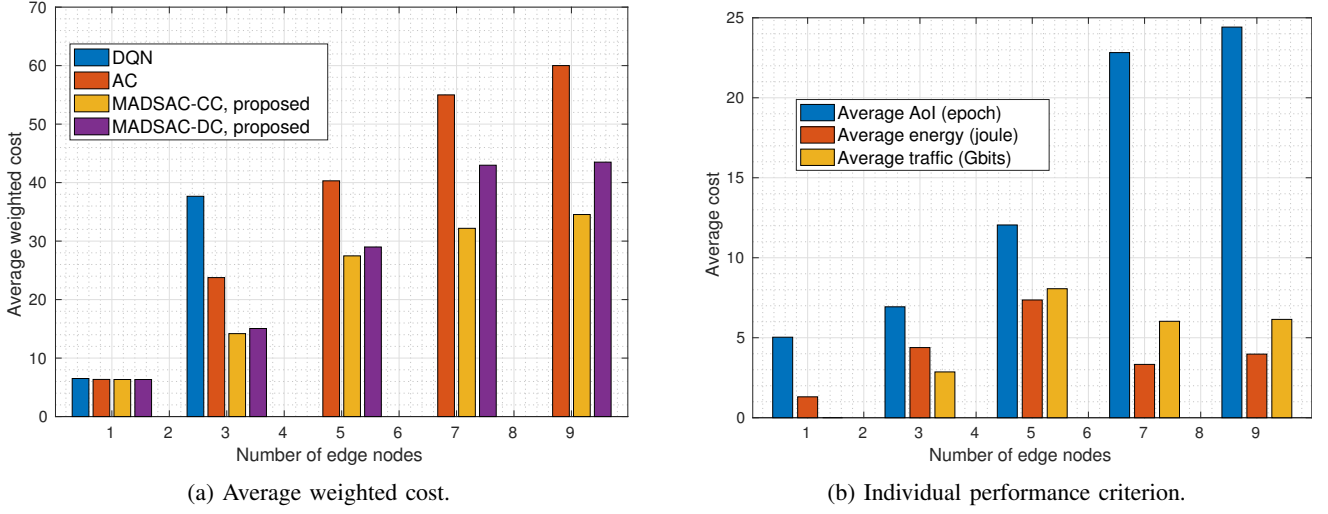 70
60
50
40
30
20
10
0
Average weighted cost
DQN
AC
MADSAC-CC, proposed
MADSAC-DC, proposed
1 2 3 4 5 6 7 8 9
Number of edge nodes
(a) Average weighted cost.
25
20
15
10
5
0
Average cost
Average AoI (epoch)
Average energy (joule)
Average traffic (Gbits)
1 2 3 4 5 6 7 8 9
Number of edge nodes
(b) Individual performance criterion.